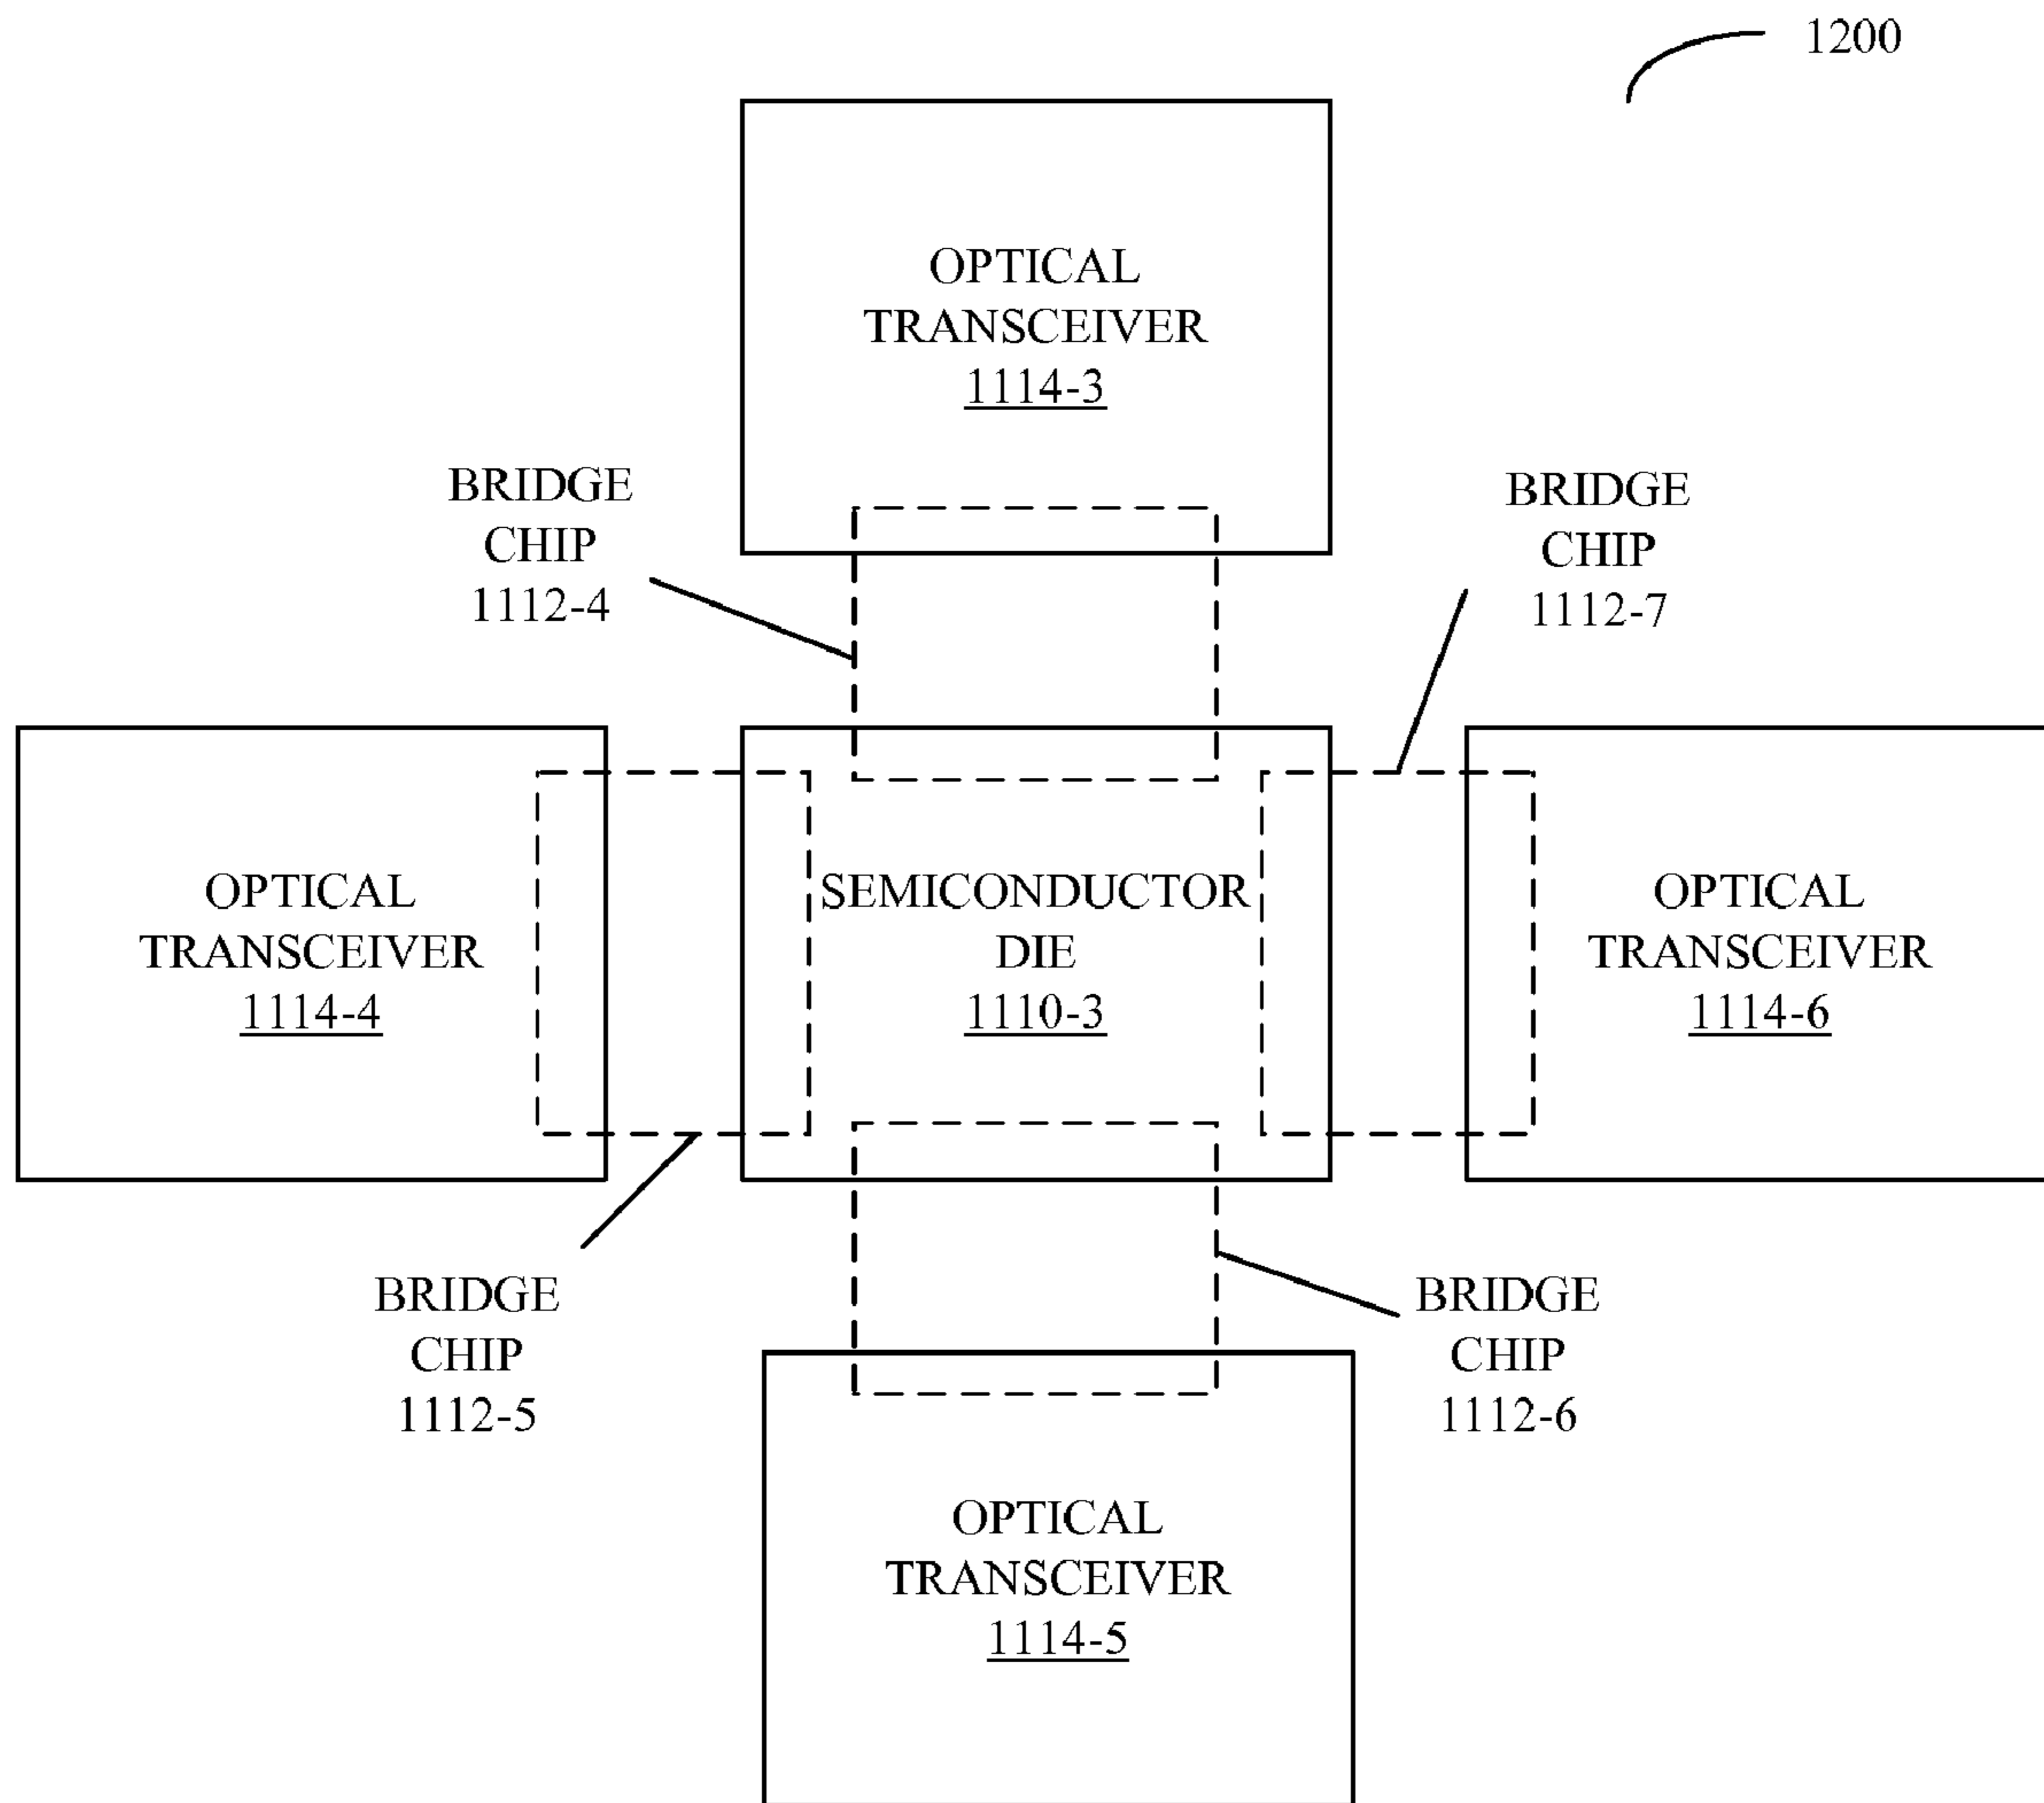 1200
OPTICAL
TRANSCEIVER
1114-3
BRIDGE
CHIP
1112-4
BRIDGE
CHIP
1112-7
OPTICAL
TRANSCEIVER
1114-4
SEMICONDUCTOR
DIE
1110-3
OPTICAL
TRANSCEIVER
1114-6
BRIDGE
CHIP
1112-5
BRIDGE
CHIP
1112-6
OPTICAL
TRANSCEIVER
1114-5